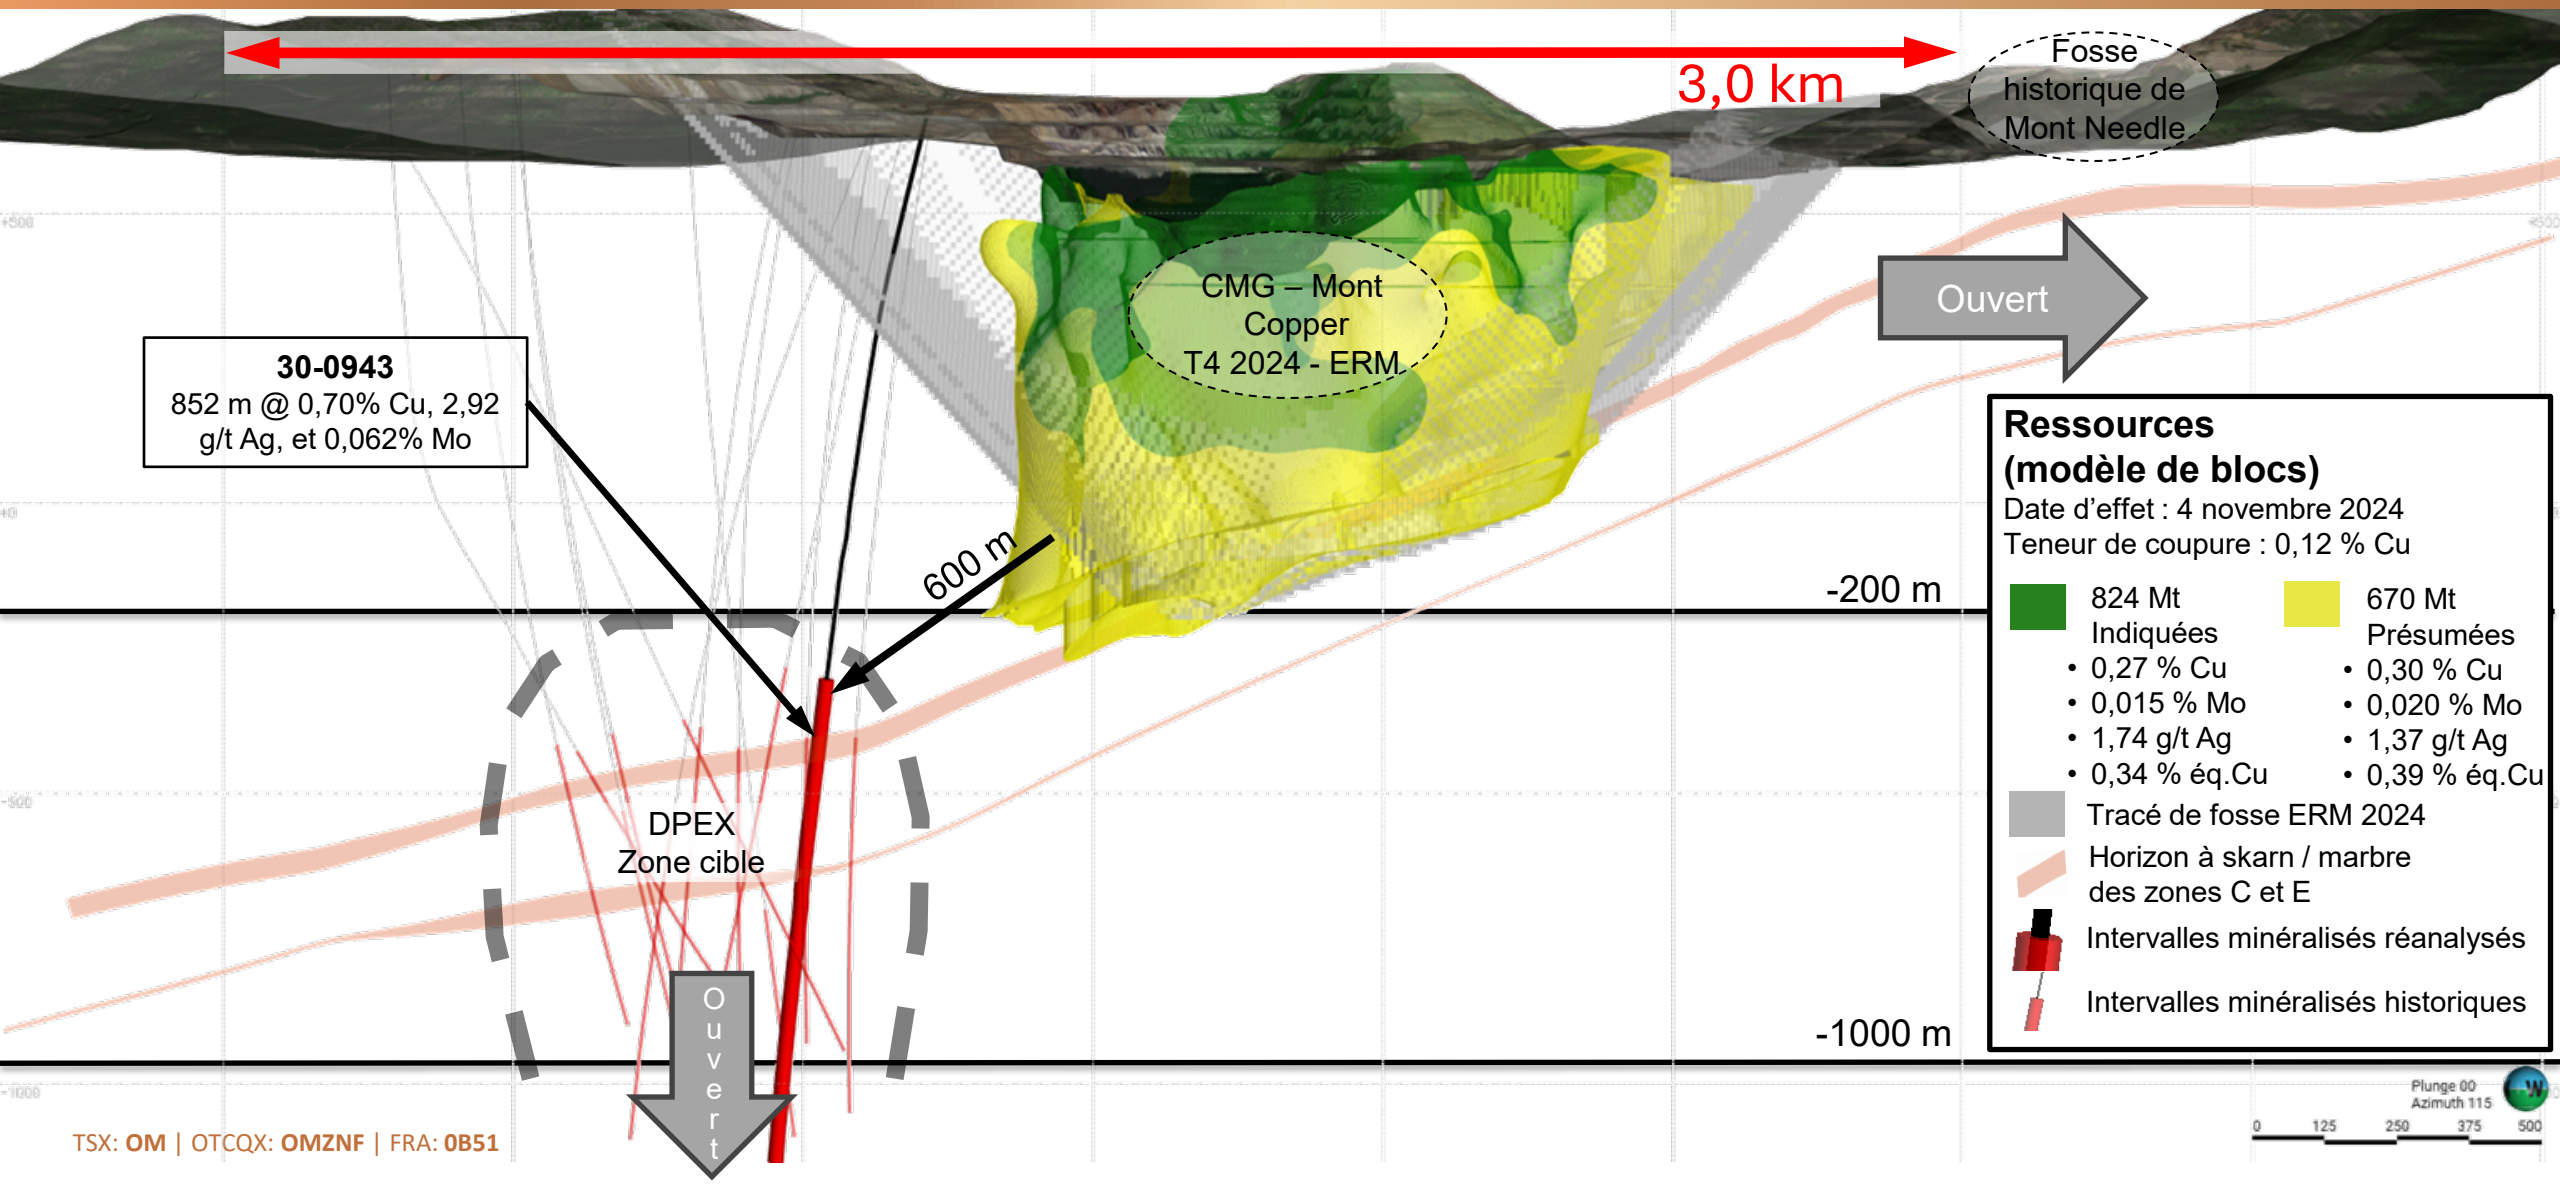 3,0 km
Fosse
historique de
Mont Needle
+500
+500
CMG – Mont
Copper
T4 2024 - ERM
Ouvert
30-0943
852 m @ 0,70% Cu, 2,92
g/t Ag, et 0,062% Mo
+0
600 m
-200 m
Ressources
(modèle de blocs)
Date d’effet : 4 novembre 2024
Teneur de coupure : 0,12 % Cu
824 Mt
Indiquées
• 0,27 % Cu
• 0,015 % Mo
• 1,74 g/t Ag
• 0,34 % éq.Cu
670 Mt
Présumées
• 0,30 % Cu
• 0,020 % Mo
• 1,37 g/t Ag
• 0,39 % éq.Cu
Tracé de fosse ERM 2024
Horizon à skarn / marbre
des zones C et E
Intervalles minéralisés réanalysés
Intervalles minéralisés historiques
-500
DPEX
Zone cible
Ouvert
-1000 m
-1000
Plunge 00
Azimuth 115
W
0 125 250 375 500
TSX: OM | OTCQX: OMZNF | FRA: 0B51